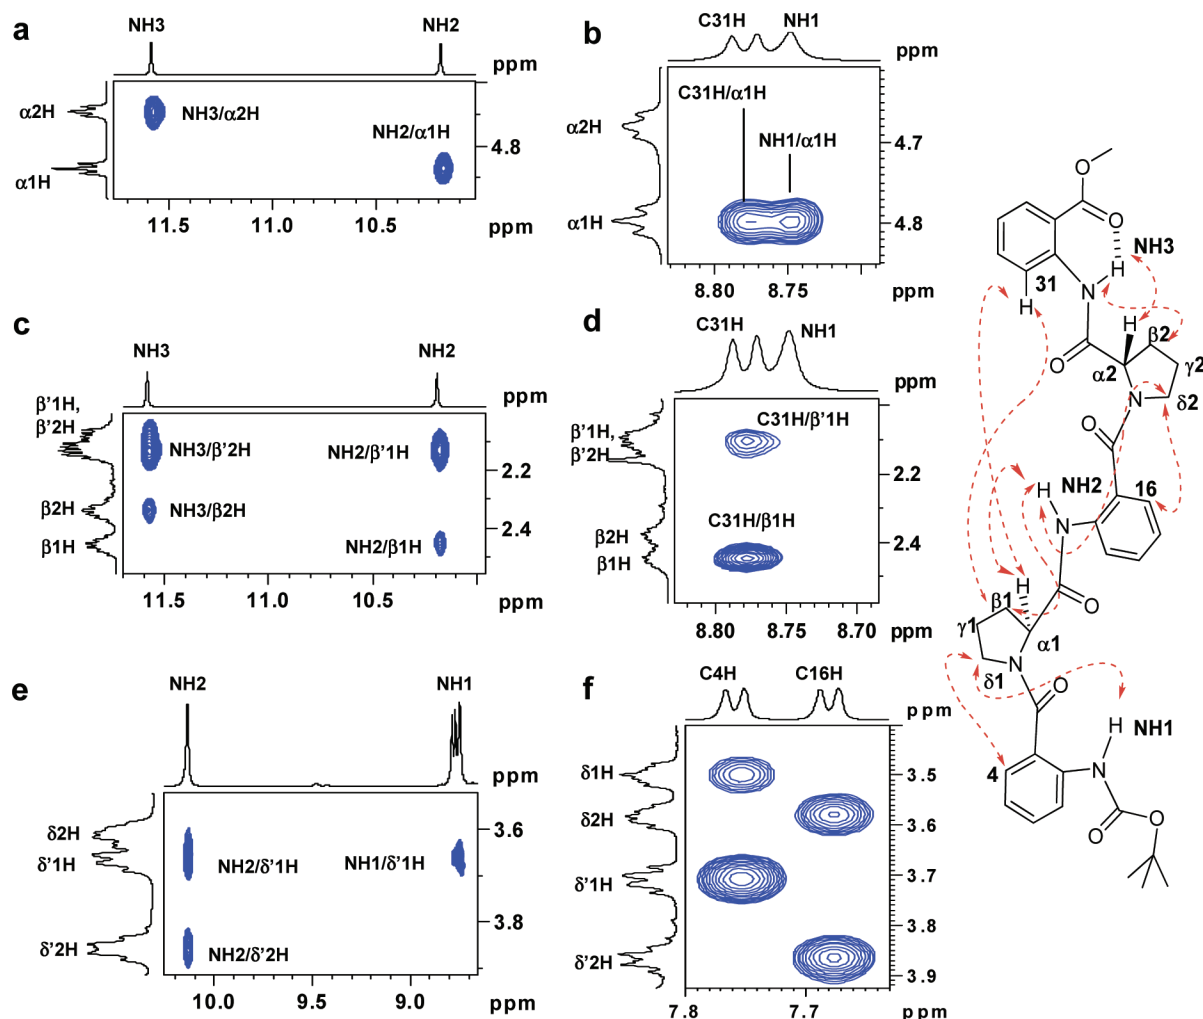 a
NH3
NH2
ppm
α2H
α1H
NH3/α2H
NH2/α1H
4.8
11.5
11.0
10.5
ppm
b
C31H
NH1
ppm
C31H/α1H
α2H
NH1/α1H
4.7
α1H
4.8
8.80
8.75
ppm
c
NH3
NH2
ppm
β'1H,
β'2H
NH3/β'2H
NH2/β'1H
2.2
β2H
NH3/β2H
2.4
β1H
NH2/β1H
11.5
11.0
10.5
ppm
d
C31H
NH1
ppm
β'1H,
β'2H
C31H/β'1H
2.2
β2H
β1H
C31H/β1H
2.4
8.80
8.75
8.70
ppm
e
NH2
NH1
ppm
δ2H
δ'1H
3.6
NH2/δ'1H
NH1/δ'1H
3.8
δ'2H
NH2/δ'2H
10.0
9.5
9.0
ppm
f
C4H
C16H
ppm
δ1H
3.5
δ2H
3.6
δ'1H
3.7
3.8
δ'2H
3.9
7.8
7.7
ppm
O
O
NH3
H
31
H
N
H
β2
O
α2
γ2
N
δ2
O
H
NH2
16
N
H
β1
O
γ1
α1
N
δ1
O
H
NH1
4
N
O
O